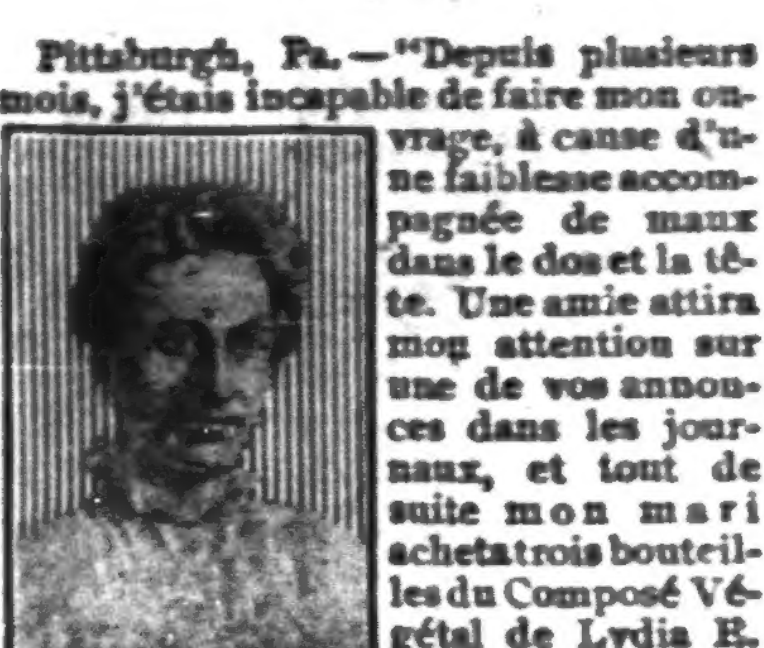 Pittsburgh, Pa.—"Depuis plusieurs
mois, j'étais incapable de faire mon ou-
vrage, à cause d'u-
ne faiblesse accom-
pagnée de maux
dans le dos et la tê-
te. Une amie attira
mon attention sur
une de vos annon-
ces dans les jour-
naux, et tout de
suite mon mari
acheta trois bouteil-
les du Composé Vé-
gétal de Lydia E.